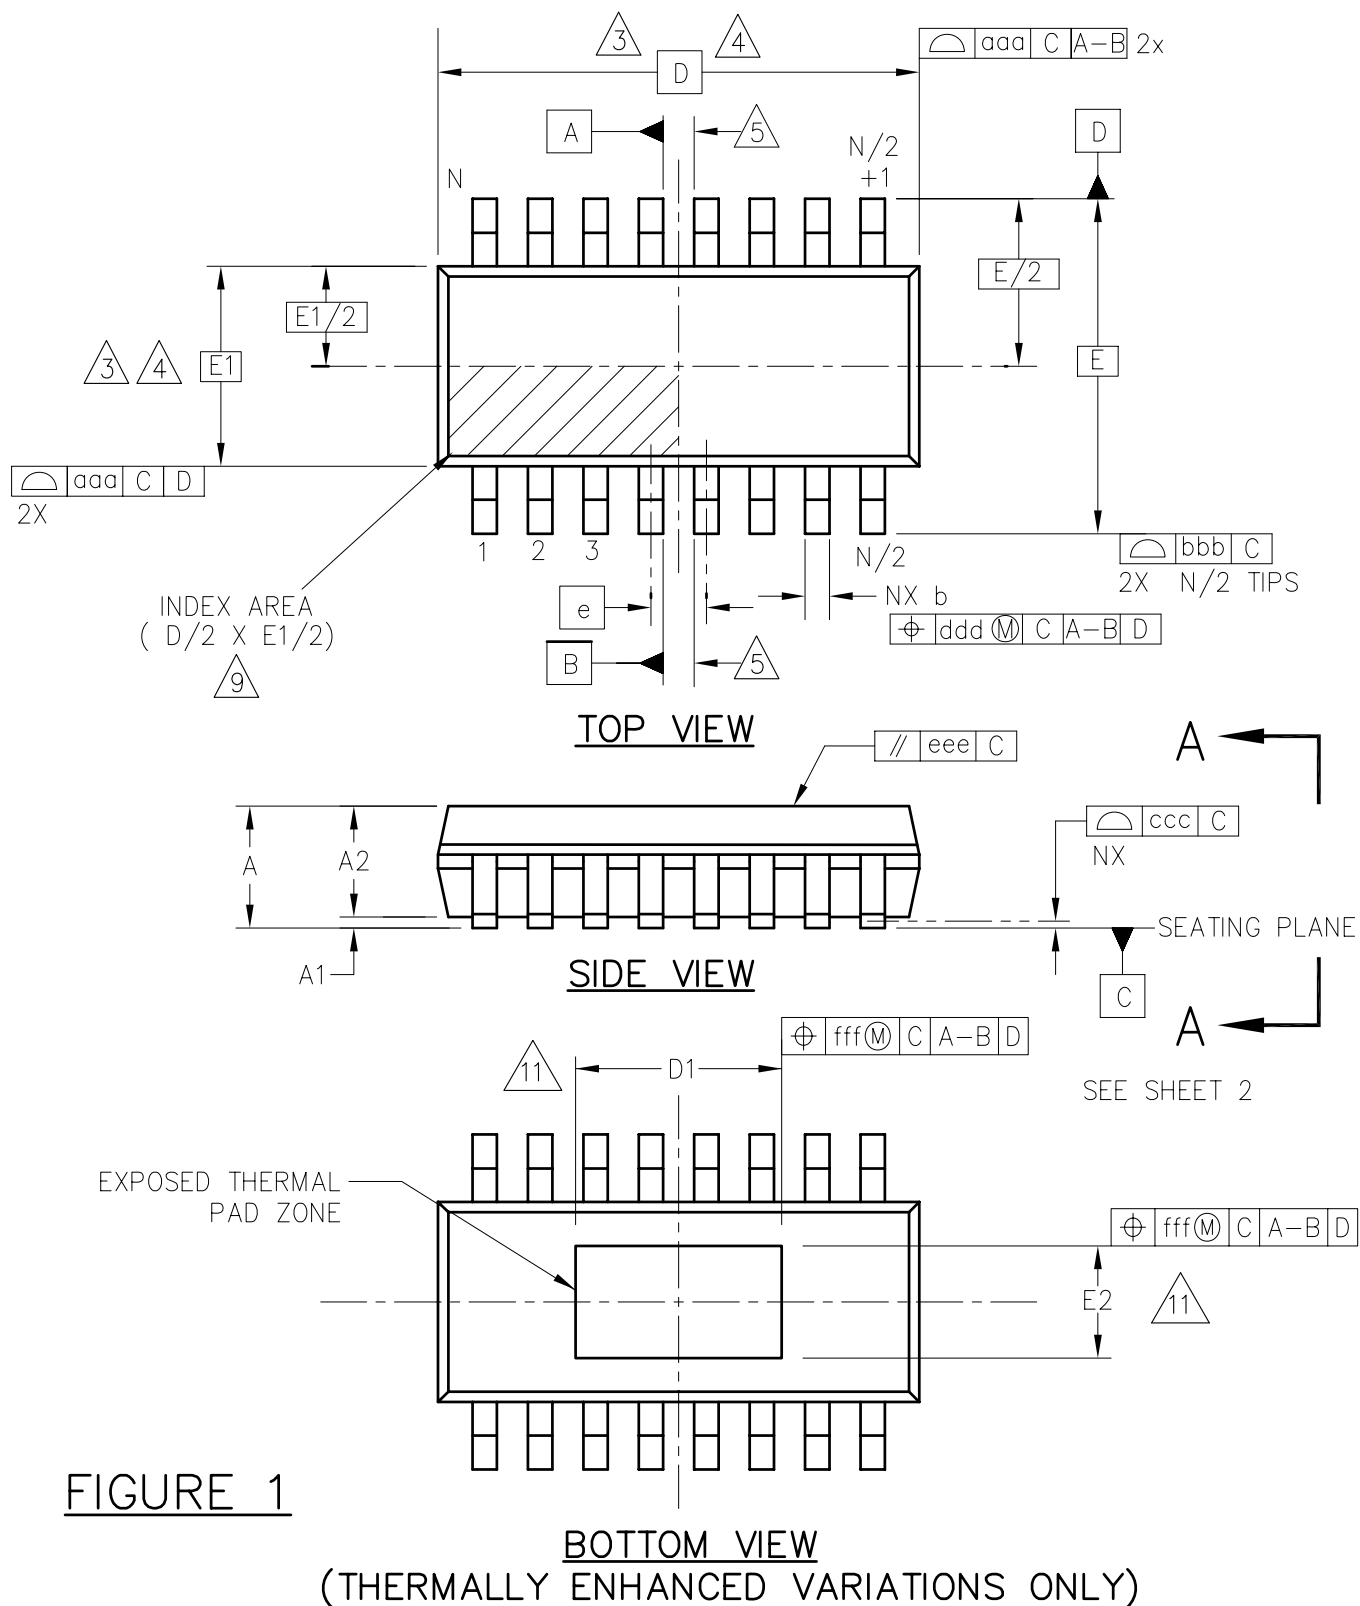 3 4
aaa C A-B 2x
D
A
5
D
N
N/2
+1
E/2
E1/2
3 4
E1
E
aaa C D
2X
1 2 3
N/2
bbb C
2X N/2 TIPS
INDEX AREA
( D/2 X E1/2)
9
e
NX b
ddd Ⓜ C A-B D
B
5
TOP VIEW
eee C
A
A
A2
ccc C
NX
SEATING PLANE
A1
SIDE VIEW
C
A
fff Ⓜ C A-B D
11
D1
SEE SHEET 2
EXPOSED THERMAL
PAD ZONE
fff Ⓜ C A-B D
E2
11
FIGURE 1
BOTTOM VIEW
(THERMALLY ENHANCED VARIATIONS ONLY)